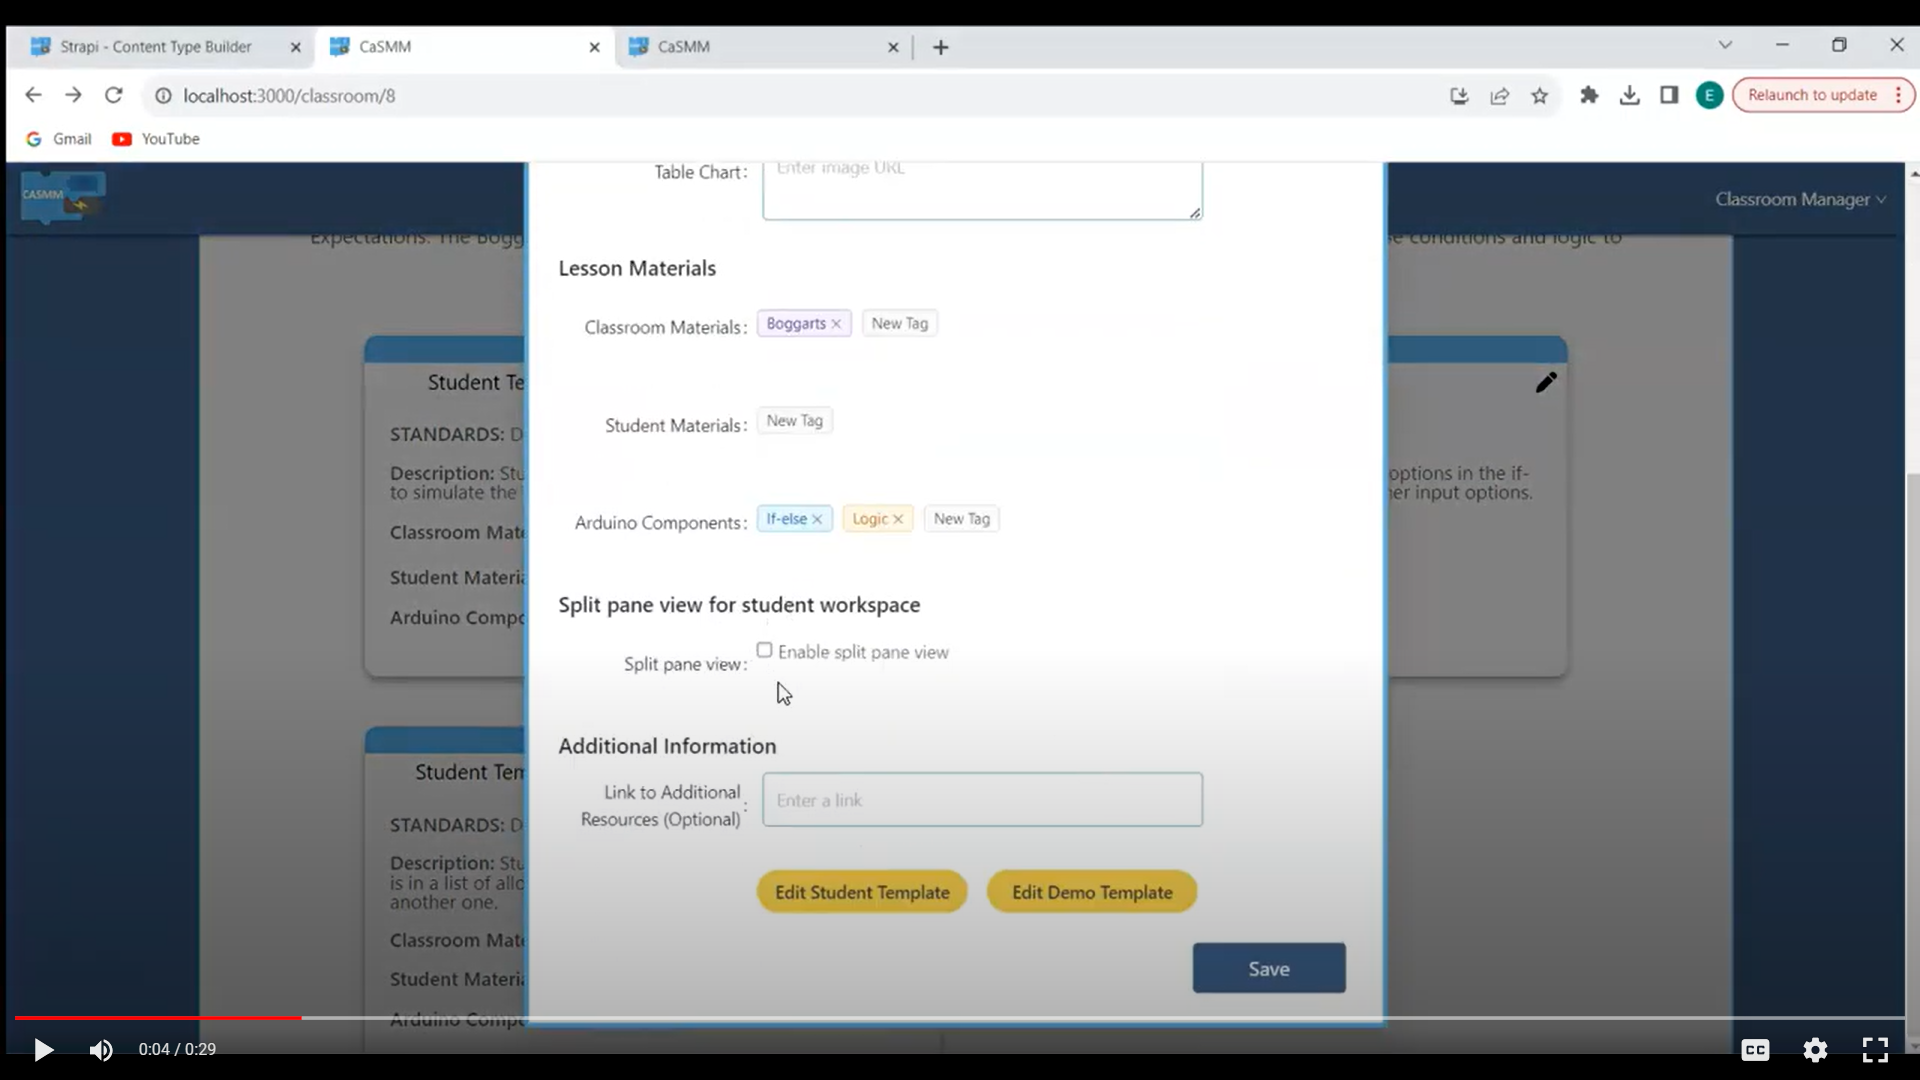 Strapi - Content Type Builder
CaSMM
CaSMM
localhost:3000/classroom/8
E
Relaunch to update
Gmail
YouTube
CASMM
Classroom Manager
Table Chart:
Enter image URL
Expectations. The Bogg
e conditions and logic to
Lesson Materials
Classroom Materials:
Boggarts
New Tag
Student Te
Student Materials:
New Tag
STANDARDS: D
Description: Stu
to simulate the
options in the if-
er input options.
Arduino Components:
If-else
Logic
New Tag
Classroom Mate
Student Materia
Arduino Compo
Split pane view for student workspace
Split pane view:
Enable split pane view
Additional Information
Student Tem
Link to Additional
Resources (Optional)
:
Enter a link
STANDARDS: D
Description: Stu
is in a list of allo
another one.
Edit Student Template
Edit Demo Template
Classroom Mate
Student Materia
Arduino Compo
Save
0:04 / 0:29
CC